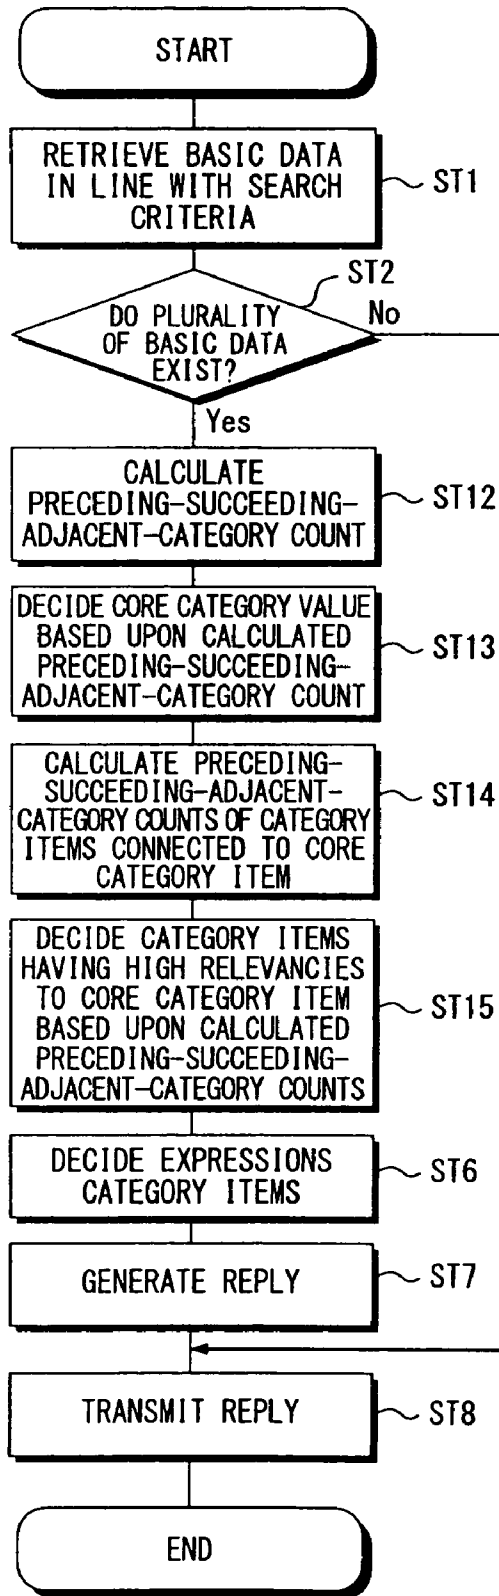 START
RETRIEVE BASIC DATA
IN LINE WITH SEARCH
CRITERIA
ST1
ST2
DO PLURALITY
OF BASIC DATA
EXIST?
No
Yes
CALCULATE
PRECEDING-SUCCEEDING-
ADJACENT-CATEGORY COUNT
ST12
DECIDE CORE CATEGORY VALUE
BASED UPON CALCULATED
PRECEDING-SUCCEEDING-
ADJACENT-CATEGORY COUNT
ST13
CALCULATE PRECEDING-
SUCCEEDING-ADJACENT-
CATEGORY COUNTS OF CATEGORY
ITEMS CONNECTED TO CORE
CATEGORY ITEM
ST14
DECIDE CATEGORY ITEMS
HAVING HIGH RELEVANCIES
TO CORE CATEGORY ITEM
BASED UPON CALCULATED
PRECEDING-SUCCEEDING-
ADJACENT-CATEGORY COUNTS
ST15
DECIDE EXPRESSIONS
CATEGORY ITEMS
ST6
GENERATE REPLY
ST7
TRANSMIT REPLY
ST8
END